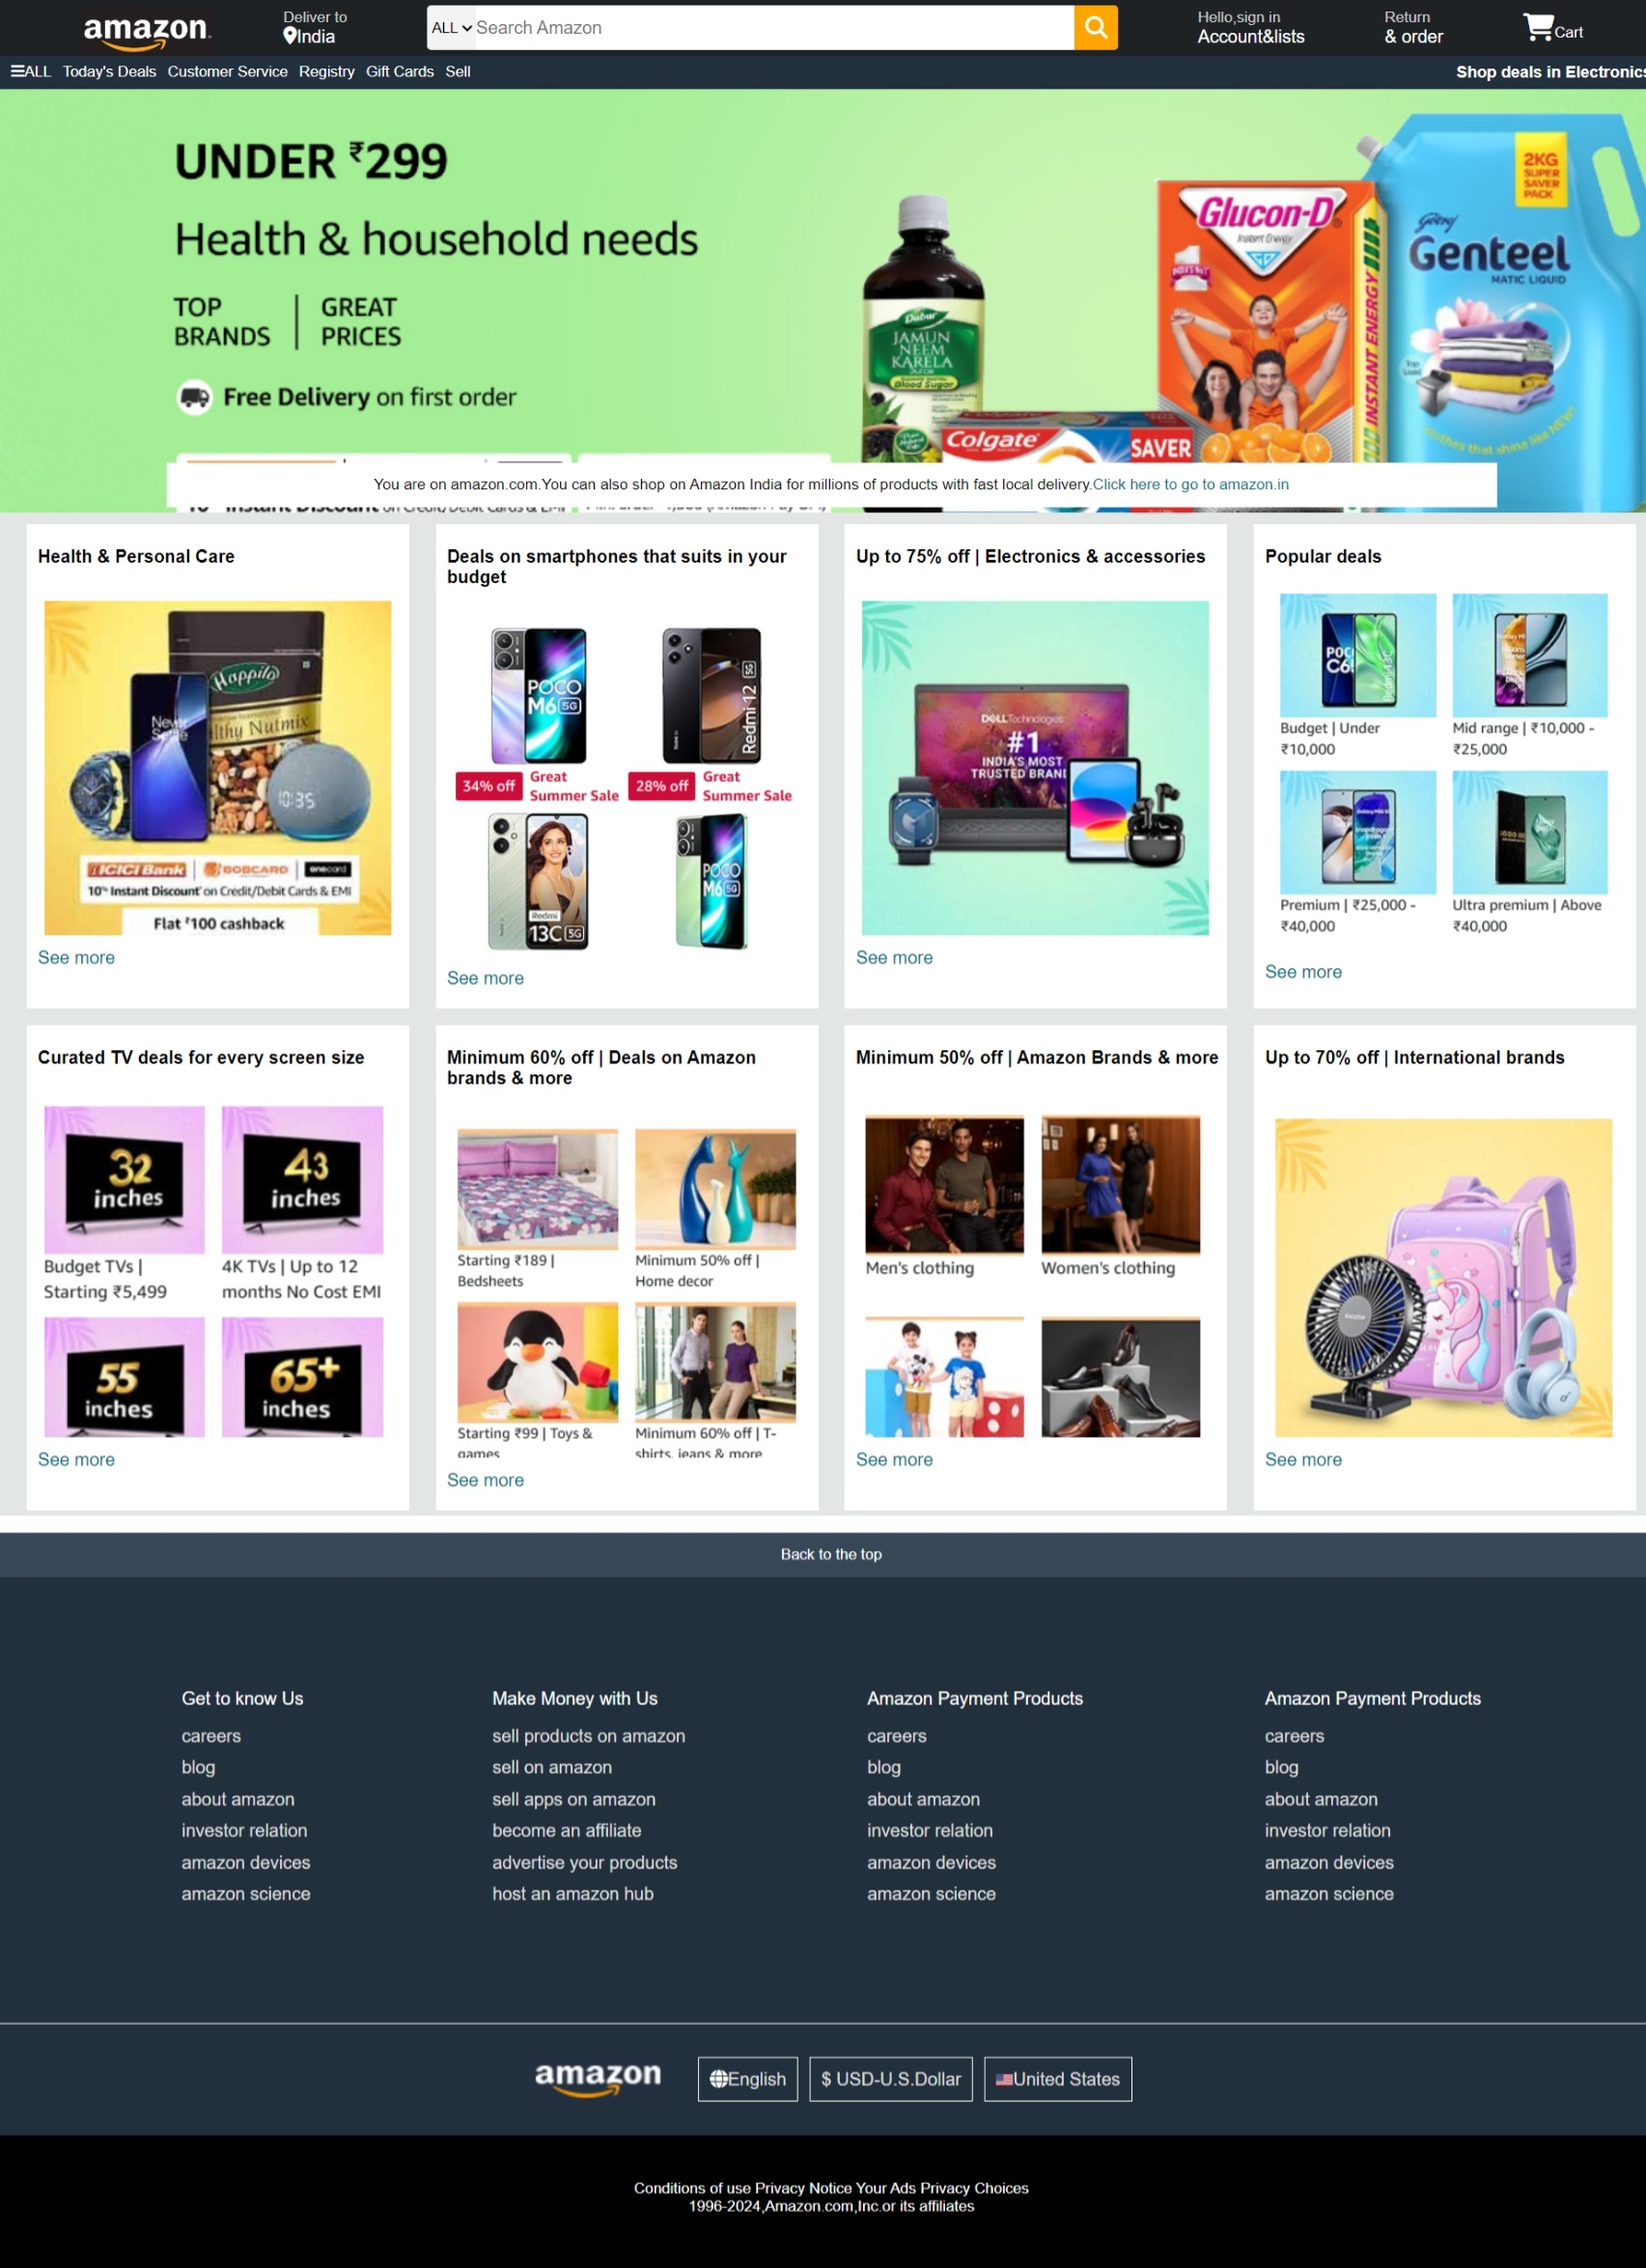 amazon
Deliver to
India
ALL Search Amazon
Hello,sign in
Account&lists
Return
& order
Cart
ALL Today's Deals Customer Service Registry Gift Cards Sell
Shop deals in Electronics
UNDER ₹299
Health & household needs
TOP
BRANDS
GREAT
PRICES
Free Delivery on first order
Dabur
JAMUN
NEEM
KARELA
Blood Sugar
Colgate
SAVER
Glucon-D
Instant Energy
INSTANT ENERGY
2KG
SUPER
SAVER
PACK
Godrej
Genteel
MATIC LIQUID
Top
Load
clothes that shine like NEW!
You are on amazon.com.You can also shop on Amazon India for millions of products with fast local delivery.Click here to go to amazon.in
Health & Personal Care
Happilo
Nutmix
10:35
ICICI Bank
BOBCARD
onecard
10% Instant Discount* on Credit/Debit Cards & EMI
Flat ₹100 cashback
See more
Deals on smartphones that suits in your
budget
POCO
M6 5G
Redmi 12 5G
34% off
Great
Summer Sale
28% off
Great
Summer Sale
Redmi
13C 5G
POCO
M6 5G
See more
Up to 75% off | Electronics & accessories
DELL Technologies
#1
INDIA'S MOST
TRUSTED BRAND
See more
Popular deals
Budget | Under
₹10,000
Mid range | ₹10,000 -
₹25,000
Premium | ₹25,000 -
₹40,000
Ultra premium | Above
₹40,000
See more
Curated TV deals for every screen size
32
inches
43
inches
Budget TVs |
Starting ₹5,499
4K TVs | Up to 12
months No Cost EMI
55
inches
65+
inches
See more
Minimum 60% off | Deals on Amazon
brands & more
Starting ₹189 |
Bedsheets
Minimum 50% off |
Home decor
Starting ₹99 | Toys &
games
Minimum 60% off | T-
shirts, jeans & more
See more
Minimum 50% off | Amazon Brands & more
Men's clothing
Women's clothing
See more
Up to 70% off | International brands
See more
Back to the top
Get to know Us
careers
blog
about amazon
investor relation
amazon devices
amazon science
Make Money with Us
sell products on amazon
sell on amazon
sell apps on amazon
become an affiliate
advertise your products
host an amazon hub
Amazon Payment Products
careers
blog
about amazon
investor relation
amazon devices
amazon science
Amazon Payment Products
careers
blog
about amazon
investor relation
amazon devices
amazon science
amazon
English
$ USD-U.S.Dollar
United States
Conditions of use Privacy Notice Your Ads Privacy Choices
1996-2024,Amazon.com,Inc.or its affiliates